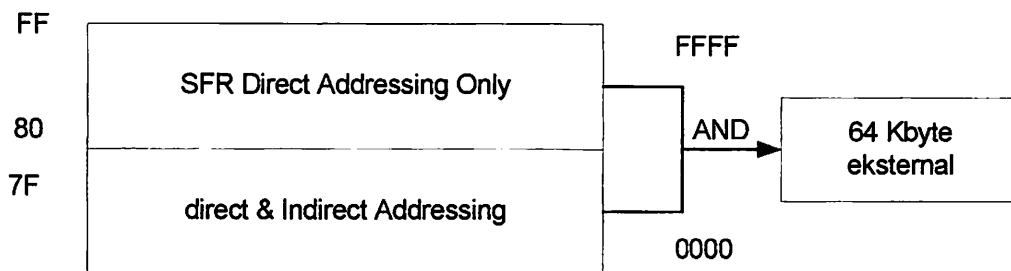 FF
FFFF
SFR Direct Addressing Only
80
AND
64 Kbyte
eksternal
7F
direct & Indirect Addressing
0000